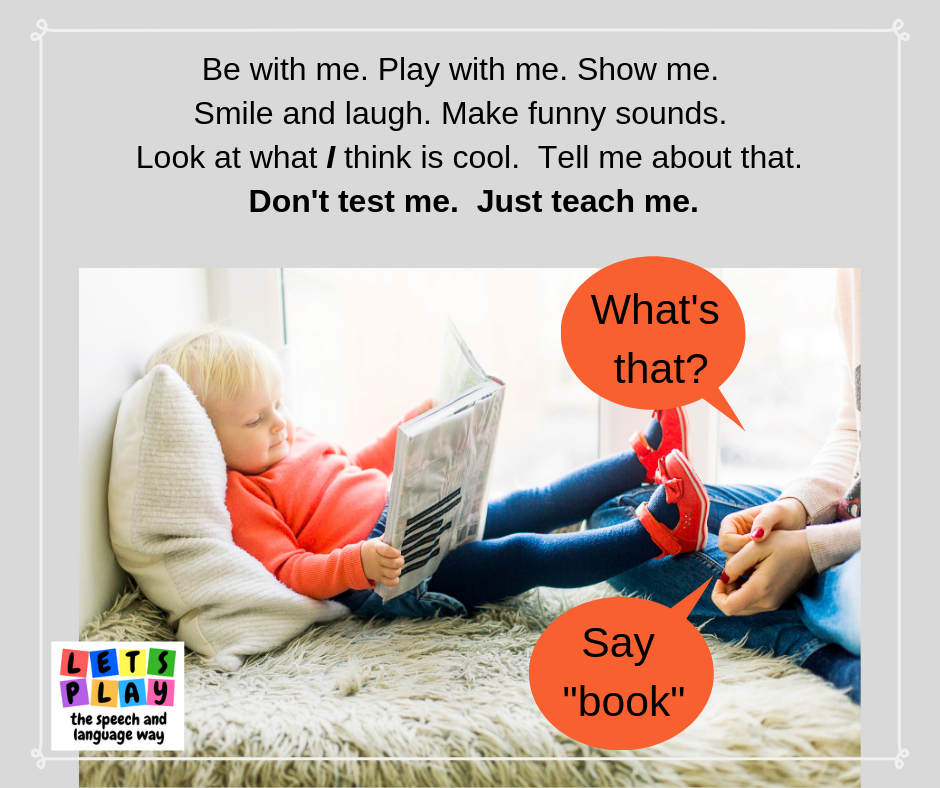 Be with me. Play with me. Show me.
Smile and laugh. Make funny sounds.
Look at what I think is cool.  Tell me about that.
Don't test me.  Just teach me.
What's
that?
Say
"book"
LETS
PLAY
the speech and
language way